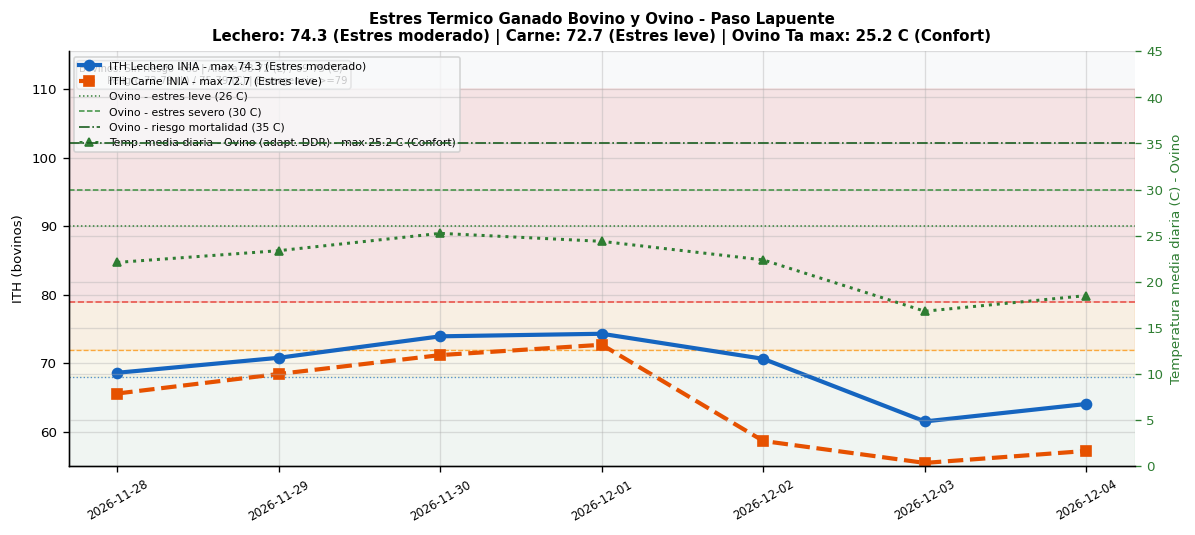 Estres Termico Ganado Bovino y Ovino - Paso Lapuente
Lechero: 74.3 (Estres moderado) | Carne: 72.7 (Estres leve) | Ovino Ta max: 25.2 C (Confort)
ITH Lechero INIA - max 74.3 (Estres moderado)
ITH Carne INIA - max 72.7 (Estres leve)
Ovino - estres leve (26 C)
Ovino - estres severo (30 C)
Ovino - riesgo mortalidad (35 C)
Temp. media diaria - Ovino (adapt. DDR) - max 25.2 C (Confort)
>=79
ITH (bovinos)
110
100
90
80
70
60
Temperatura media diaria (C) - Ovino
45
40
35
30
25
20
15
10
5
0
2026-11-28
2026-11-29
2026-11-30
2026-12-01
2026-12-02
2026-12-03
2026-12-04